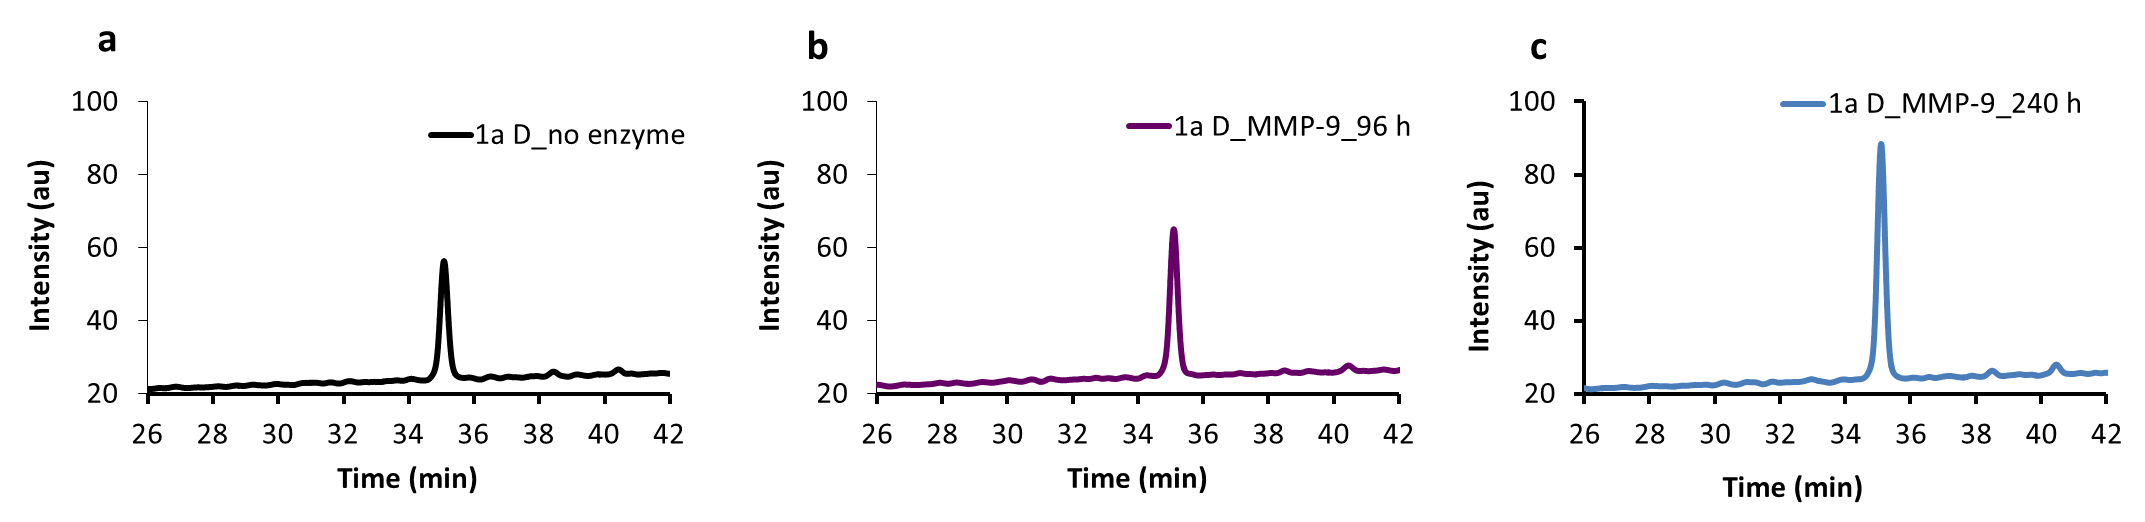 a
1a D_no enzyme
100
80
60
40
20
Intensity (au)
26 28 30 32 34 36 38 40 42
Time (min)
b
1a D_MMP-9_96 h
100
80
60
40
20
Intensity (au)
26 28 30 32 34 36 38 40 42
Time (min)
c
1a D_MMP-9_240 h
100
80
60
40
20
Intensity (au)
26 28 30 32 34 36 38 40 42
Time (min)